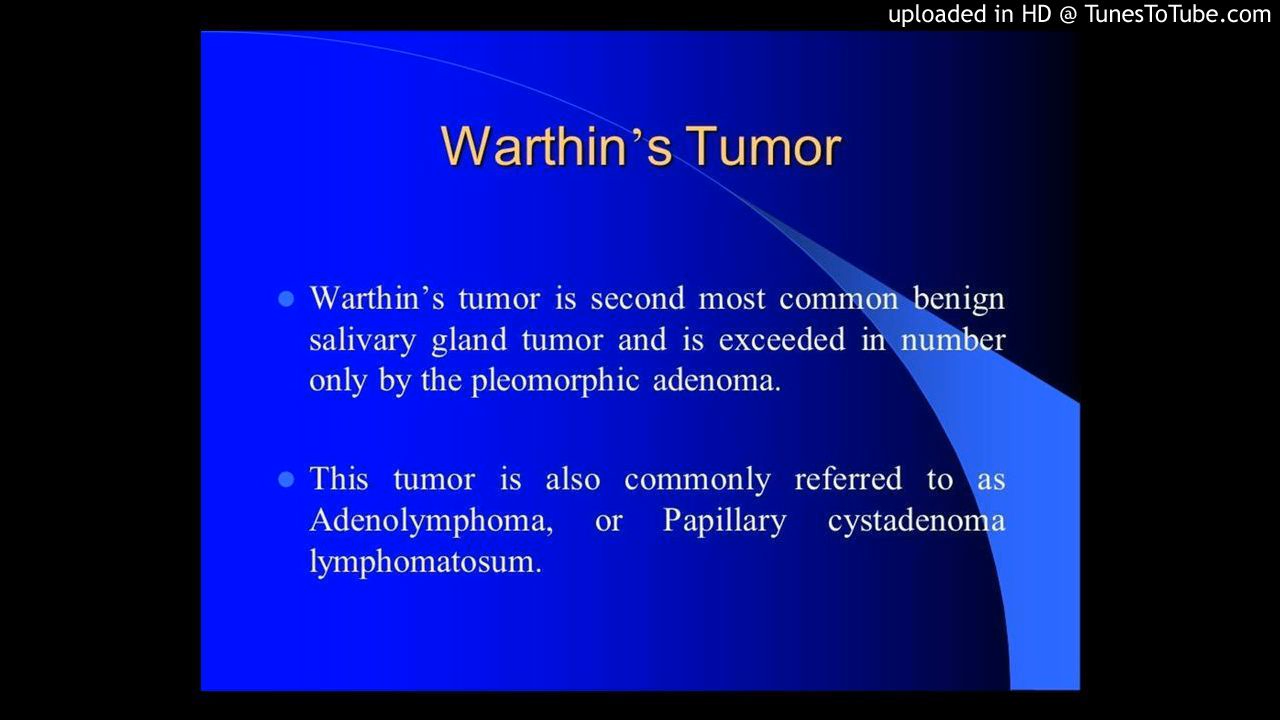 uploaded in HD @ TunesToTube.com
Warthin’s Tumor
Warthin’s tumor is second most common benign
salivary gland tumor and is exceeded in number
only by the pleomorphic adenoma.
This tumor is also commonly referred to as
Adenolymphoma, or Papillary cystadenoma
lymphomatosum.